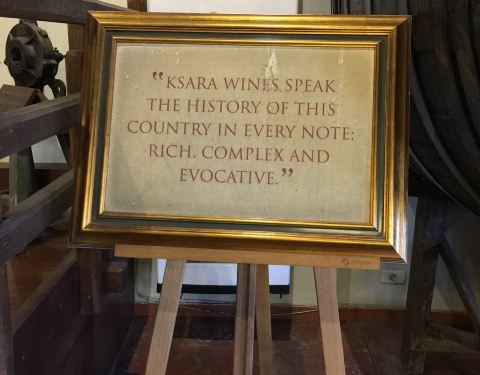 “KSARA WINES SPEAK
THE HISTORY OF THIS
COUNTRY IN EVERY NOTE:
RICH, COMPLEX AND
EVOCATIVE.”